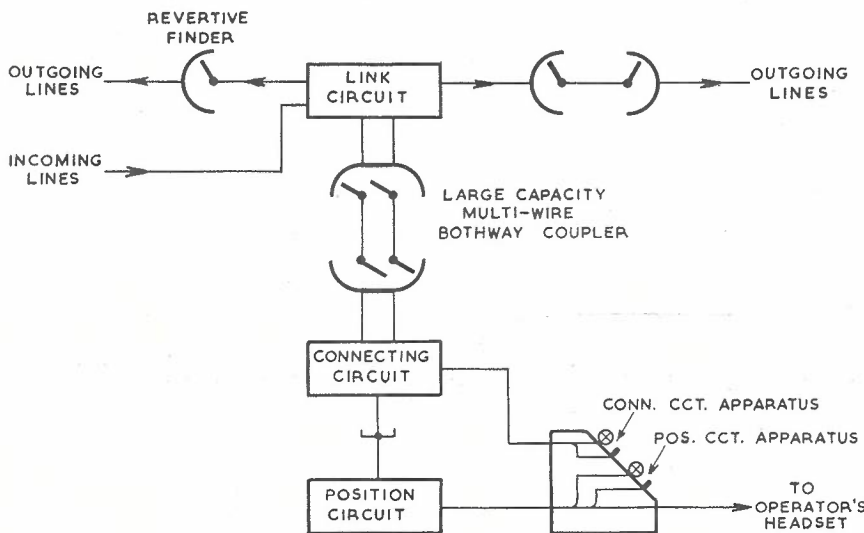 REVERTIVE
FINDER
OUTGOING
LINES
LINK
CIRCUIT
OUTGOING
LINES
INCOMING
LINES
LARGE CAPACITY
MULTI-WIRE
BOTHWAY COUPLER
CONNECTING
CIRCUIT
CONN. CCT. APPARATUS
POS. CCT. APPARATUS
POSITION
CIRCUIT
TO
OPERATOR'S
HEADSET